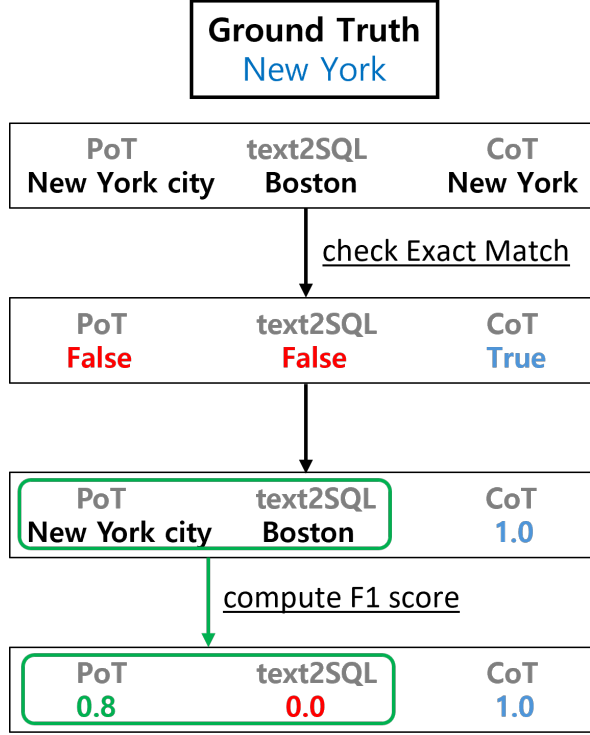 Ground Truth
New York
PoT text2SQL CoT
New York city Boston New York
check Exact Match
PoT text2SQL CoT
False False True
PoT text2SQL CoT
New York city Boston 1.0
compute F1 score
PoT text2SQL CoT
0.8 0.0 1.0